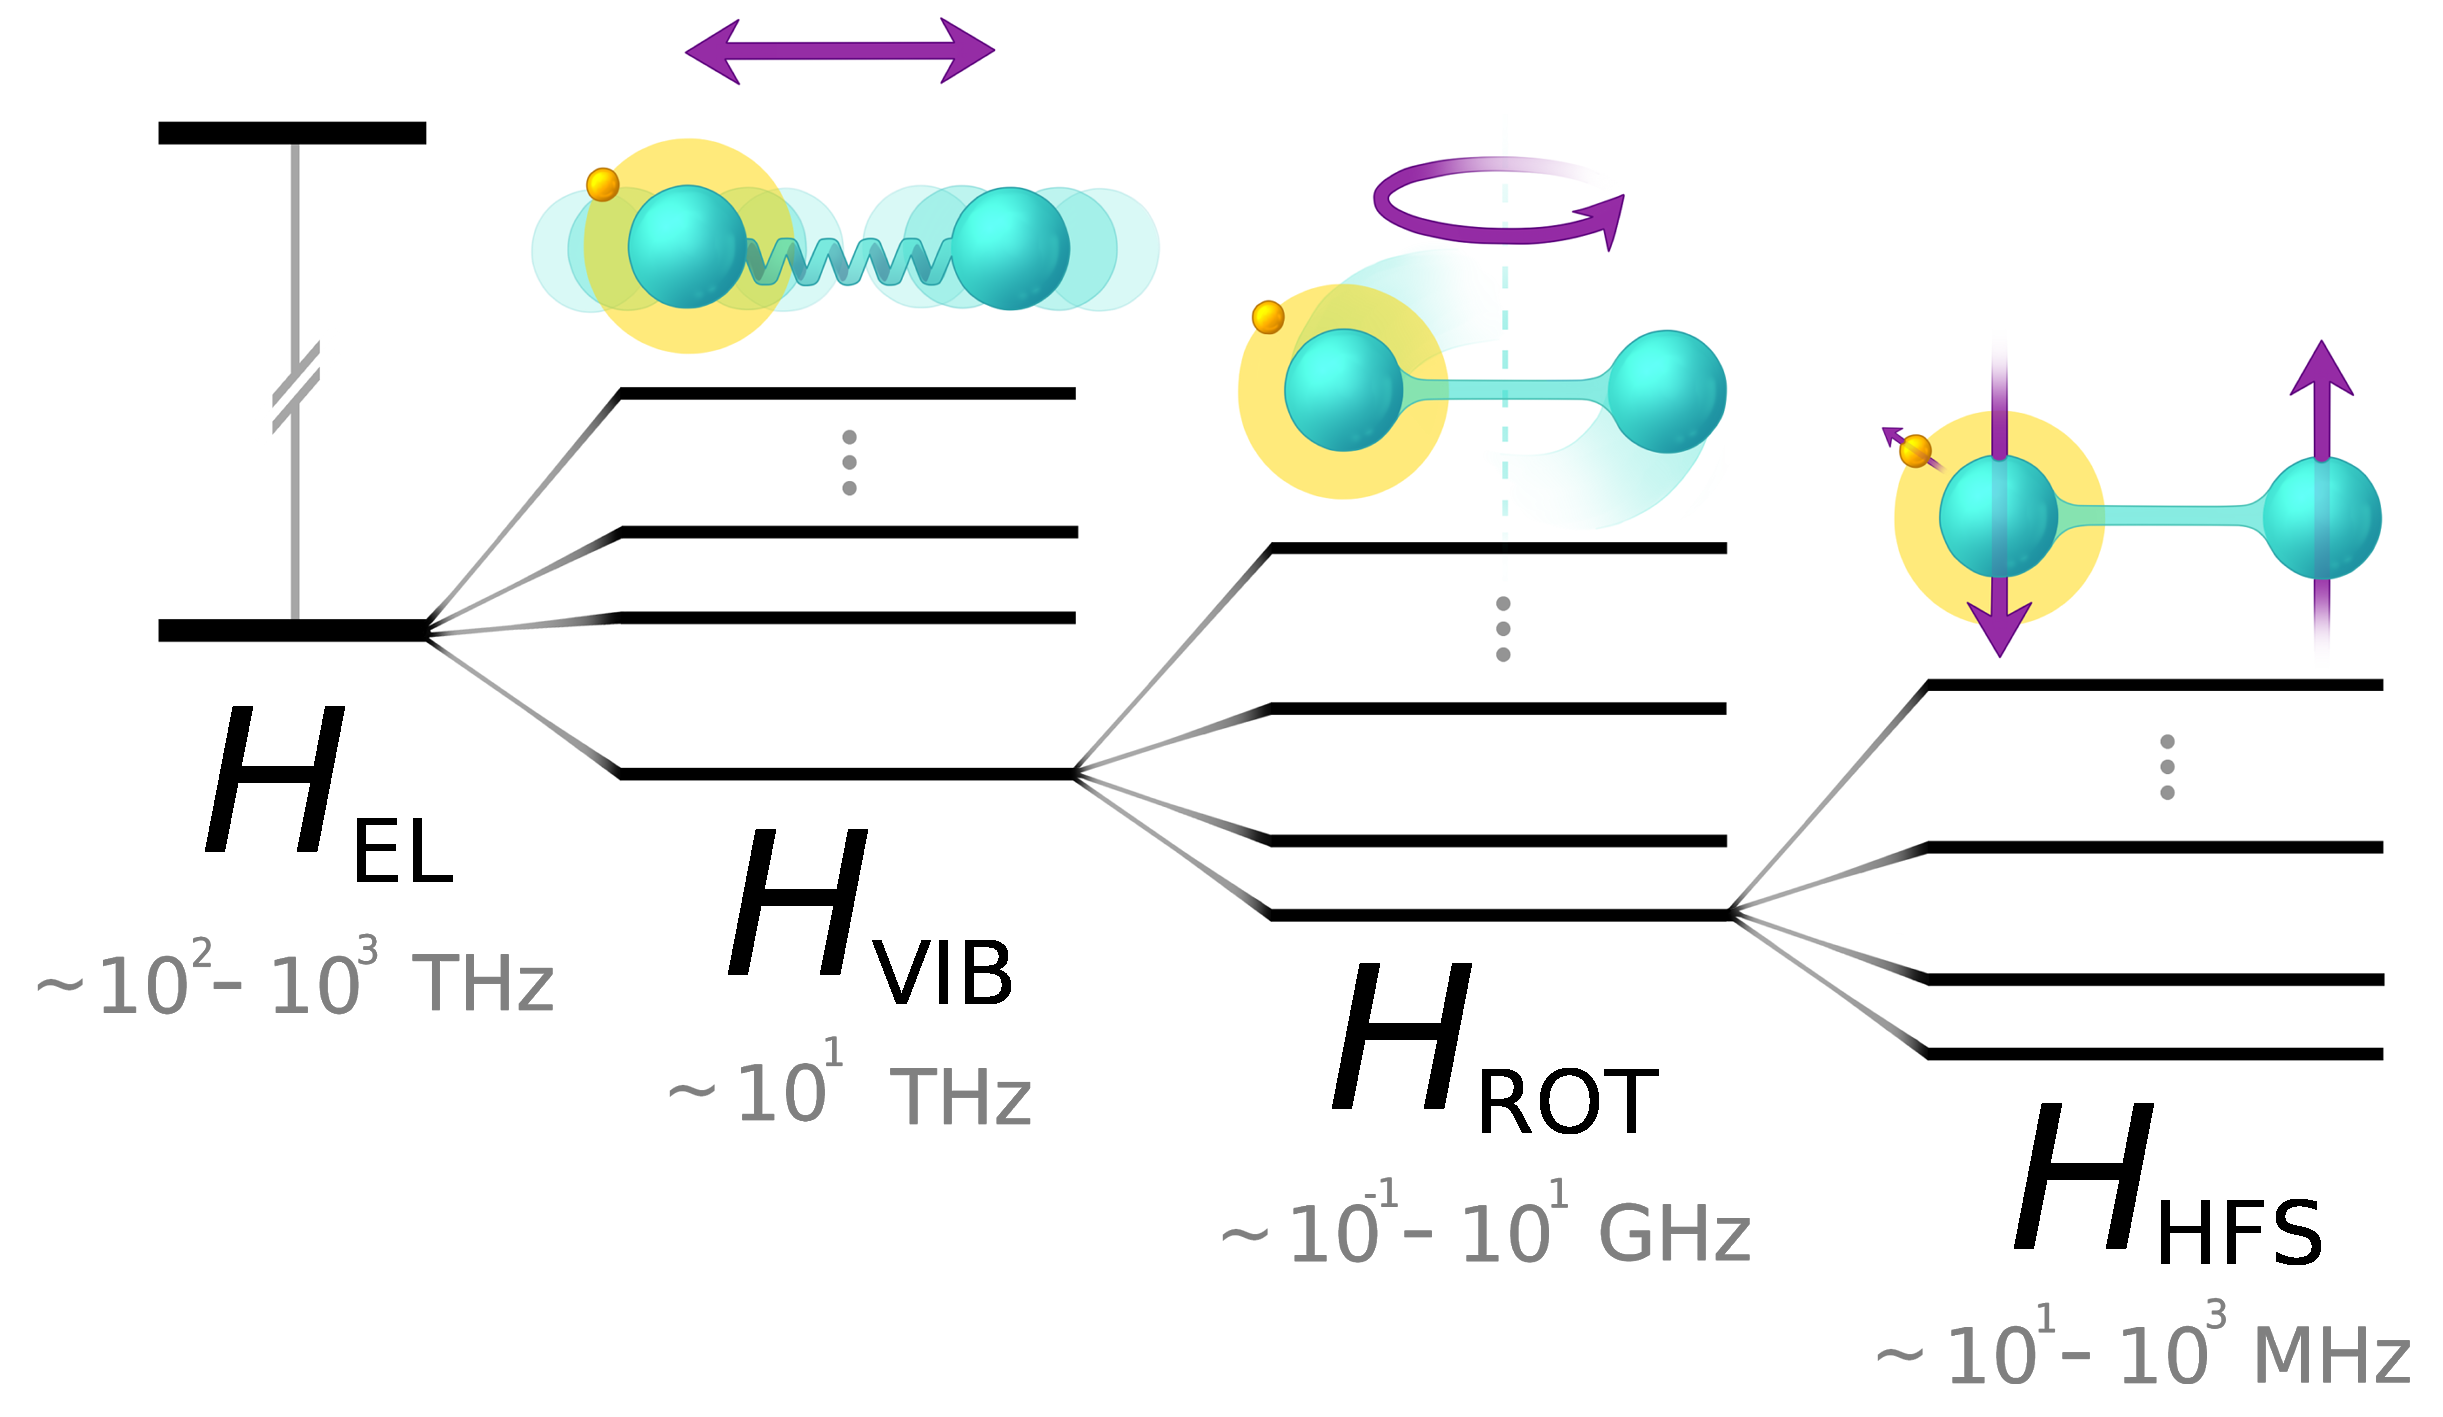 H_EL
~10² – 10³ THz
H_VIB
~10¹ THz
H_ROT
~10⁻¹ – 10¹ GHz
H_HFS
~10¹ – 10³ MHz